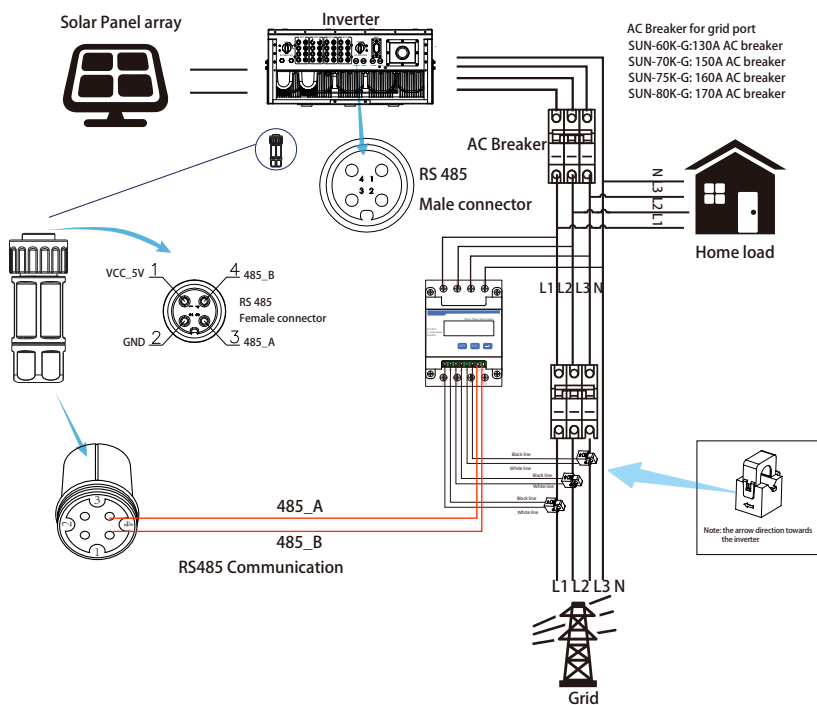 Solar Panel array
Inverter
AC Breaker for grid port
SUN-60K-G:130A AC breaker
SUN-70K-G: 150A AC breaker
SUN-75K-G: 160A AC breaker
SUN-80K-G: 170A AC breaker
AC Breaker
4 1
3 2
RS 485
Male connector
N
L3
L2
L1
Home load
VCC_5V 1
4 485_B
RS 485
Female connector
GND 2
3 485_A
L1 L2 L3 N
Black line
White line
Black line
White line
Black line
White line
Note: the arrow direction towards
the inverter
3
2
4
1
485_A
485_B
RS485 Communication
L1 L2 L3 N
Grid